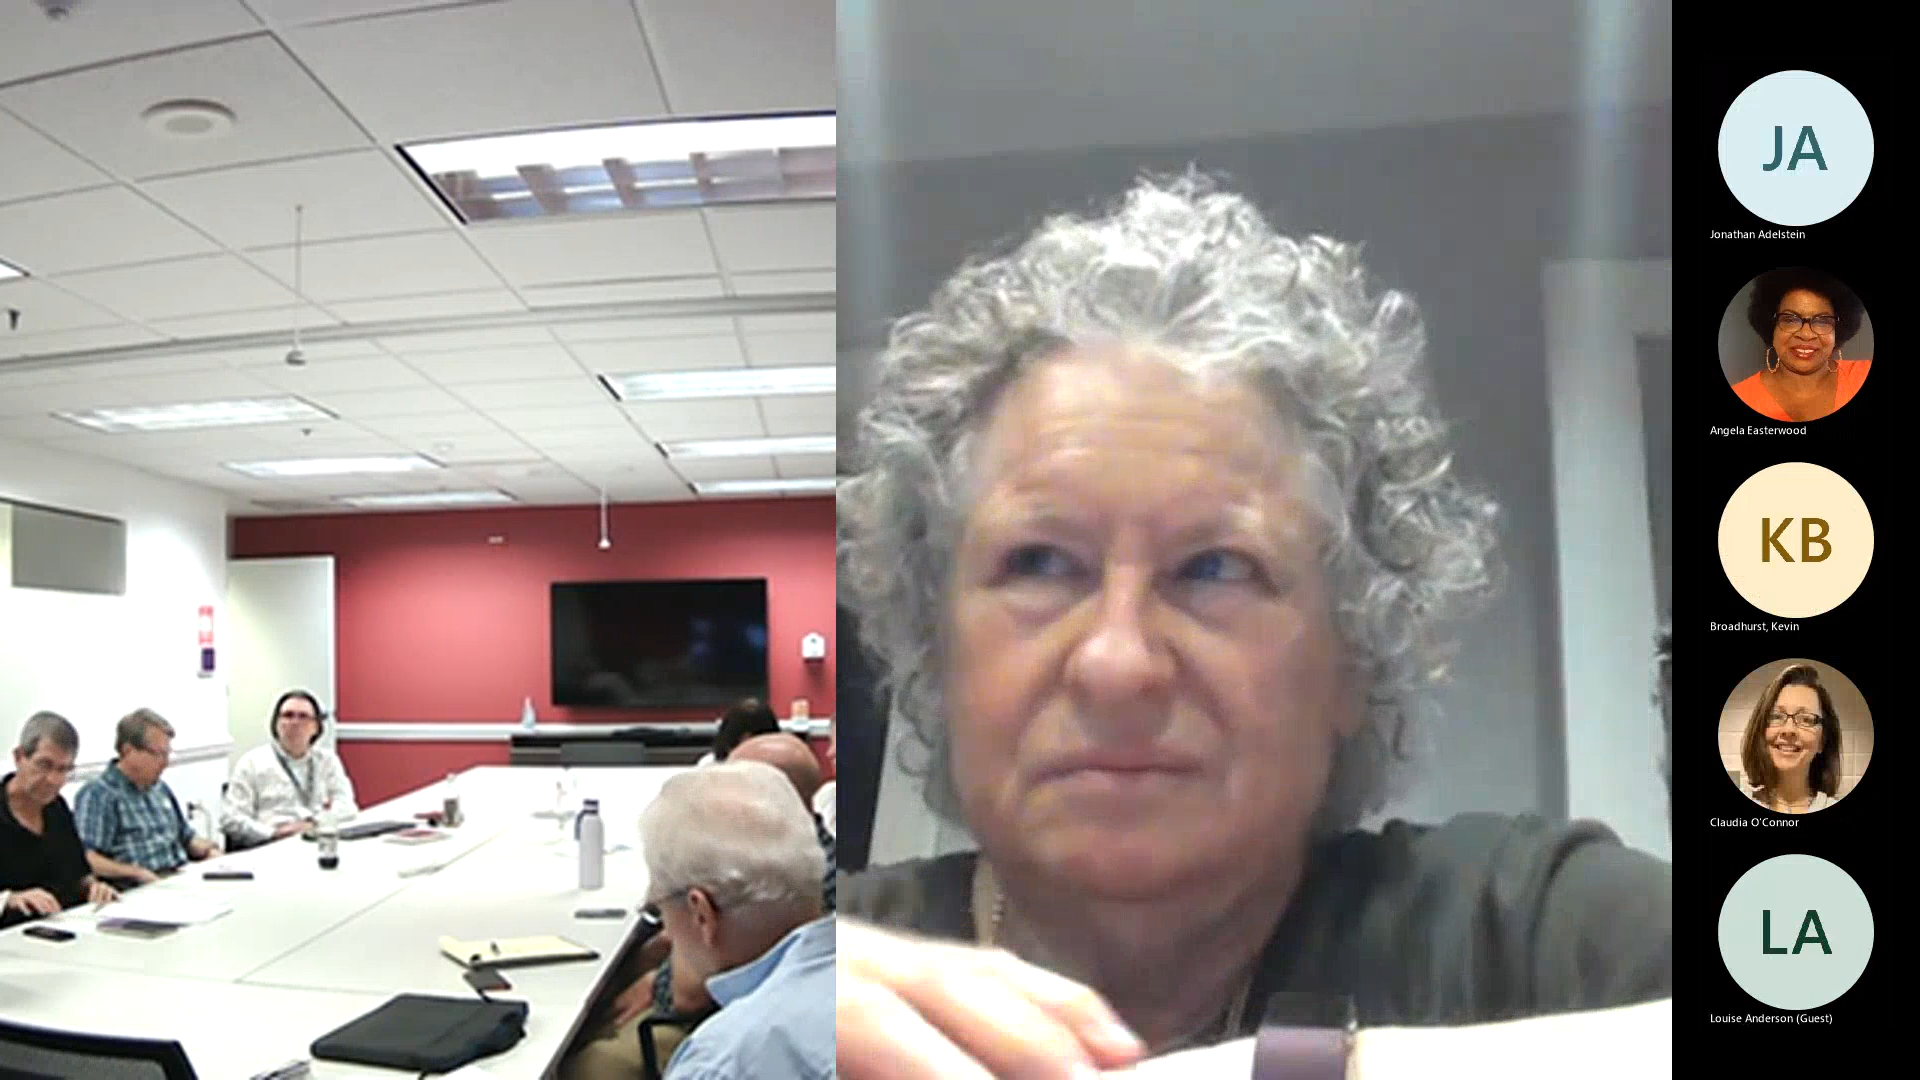 JA
Jonathan Adelstein
Angela Easterwood
KB
Broadhurst, Kevin
Claudia O'Connor
LA
Louise Anderson (Guest)